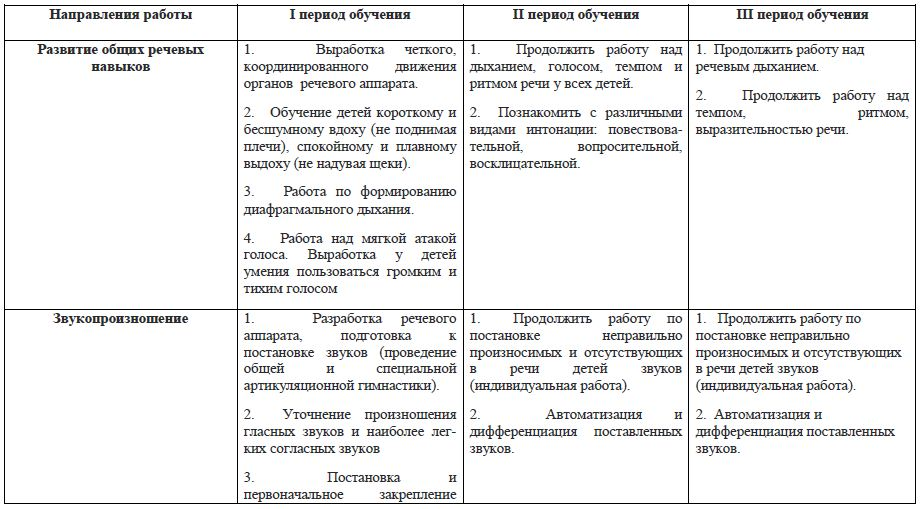 Направления работы
I период обучения
II период обучения
III период обучения
Развитие общих речевых
навыков
1. Выработка четкого,
координированного движения
органов речевого аппарата.
2. Обучение детей короткому и
бесшумному вдоху (не поднимая
плечи), спокойному и плавному
выдоху (не надувая щеки).
3. Работа по формированию
диафрагмального дыхания.
4. Работа над мягкой атакой
голоса. Выработка у детей
умения пользоваться громким и
тихим голосом
1. Продолжить работу над
дыханием, голосом, темпом и
ритмом речи у всех детей.
2. Познакомить с различными
видами интонации: повествова-
тельной, вопросительной,
восклицательной.
1. Продолжить работу над
речевым дыханием.
2. Продолжить работу над
темпом, ритмом,
выразительностью речи.
Звукопроизношение
1. Разработка речевого
аппарата, подготовка к
постановке звуков (проведение
общей и специальной
артикуляционной гимнастики).
2. Уточнение произношения
гласных звуков и наиболее лег-
ких согласных звуков
3. Постановка и
первоначальное закрепление
1. Продолжить работу по
постановке неправильно
произносимых и отсутствующих
в речи детей звуков
(индивидуальная работа).
2. Автоматизация и
дифференциация поставленных
звуков.
1. Продолжить работу по
постановке неправильно
произносимых и отсутствующих
в речи детей звуков
(индивидуальная работа).
2. Автоматизация и
дифференциация поставленных
звуков.